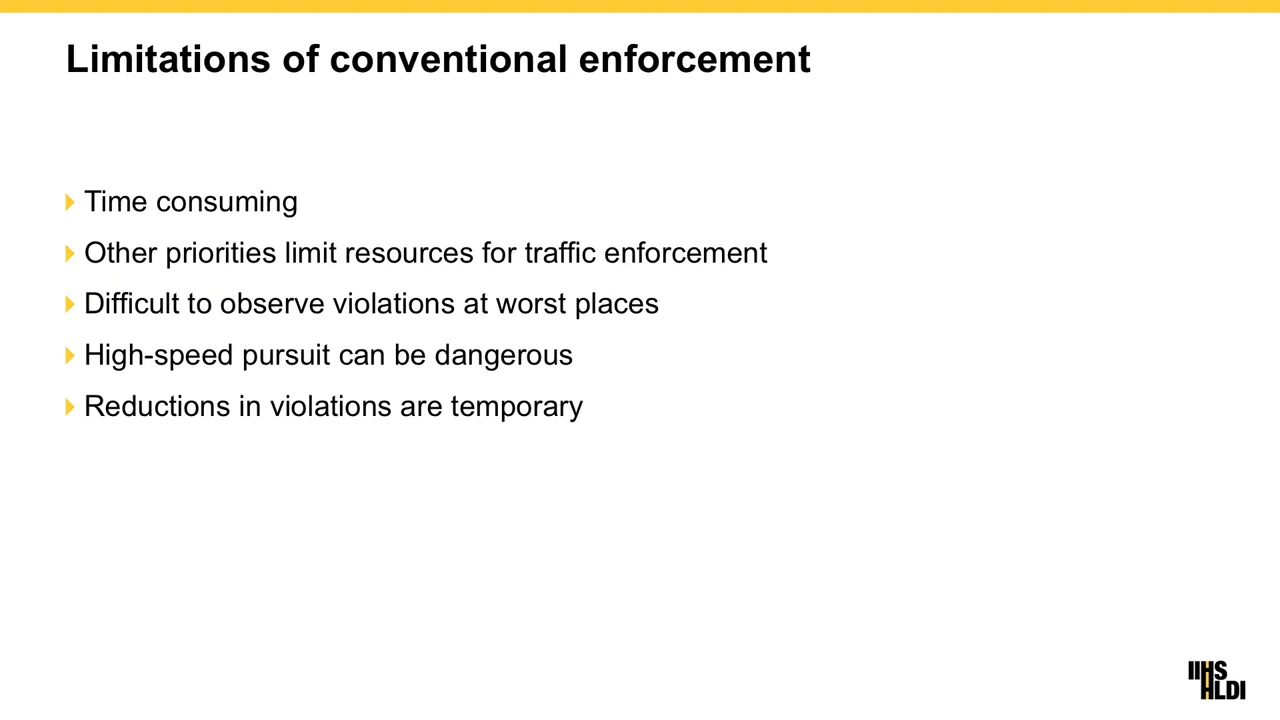 Limitations of conventional enforcement
Time consuming
Other priorities limit resources for traffic enforcement
Difficult to observe violations at worst places
High-speed pursuit can be dangerous
Reductions in violations are temporary
IIHS
HLDI